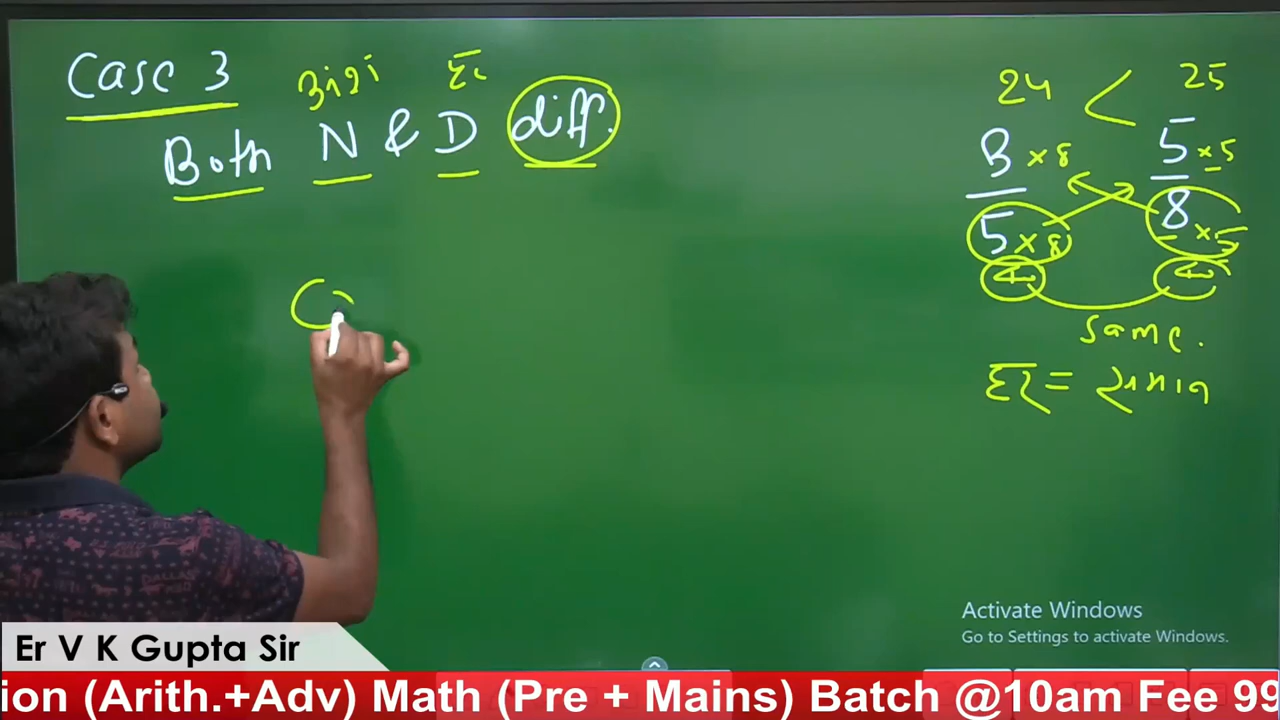 Case 3
अंश हर
Both N & D diff.
24 < 25
3 × 8 5 × 5
5 × 8 8 × 5
40 40
same.
हर = समान
Activate Windows
Go to Settings to activate Windows.
Er V K Gupta Sir
ion (Arith.+Adv) Math (Pre + Mains) Batch @10am Fee 99